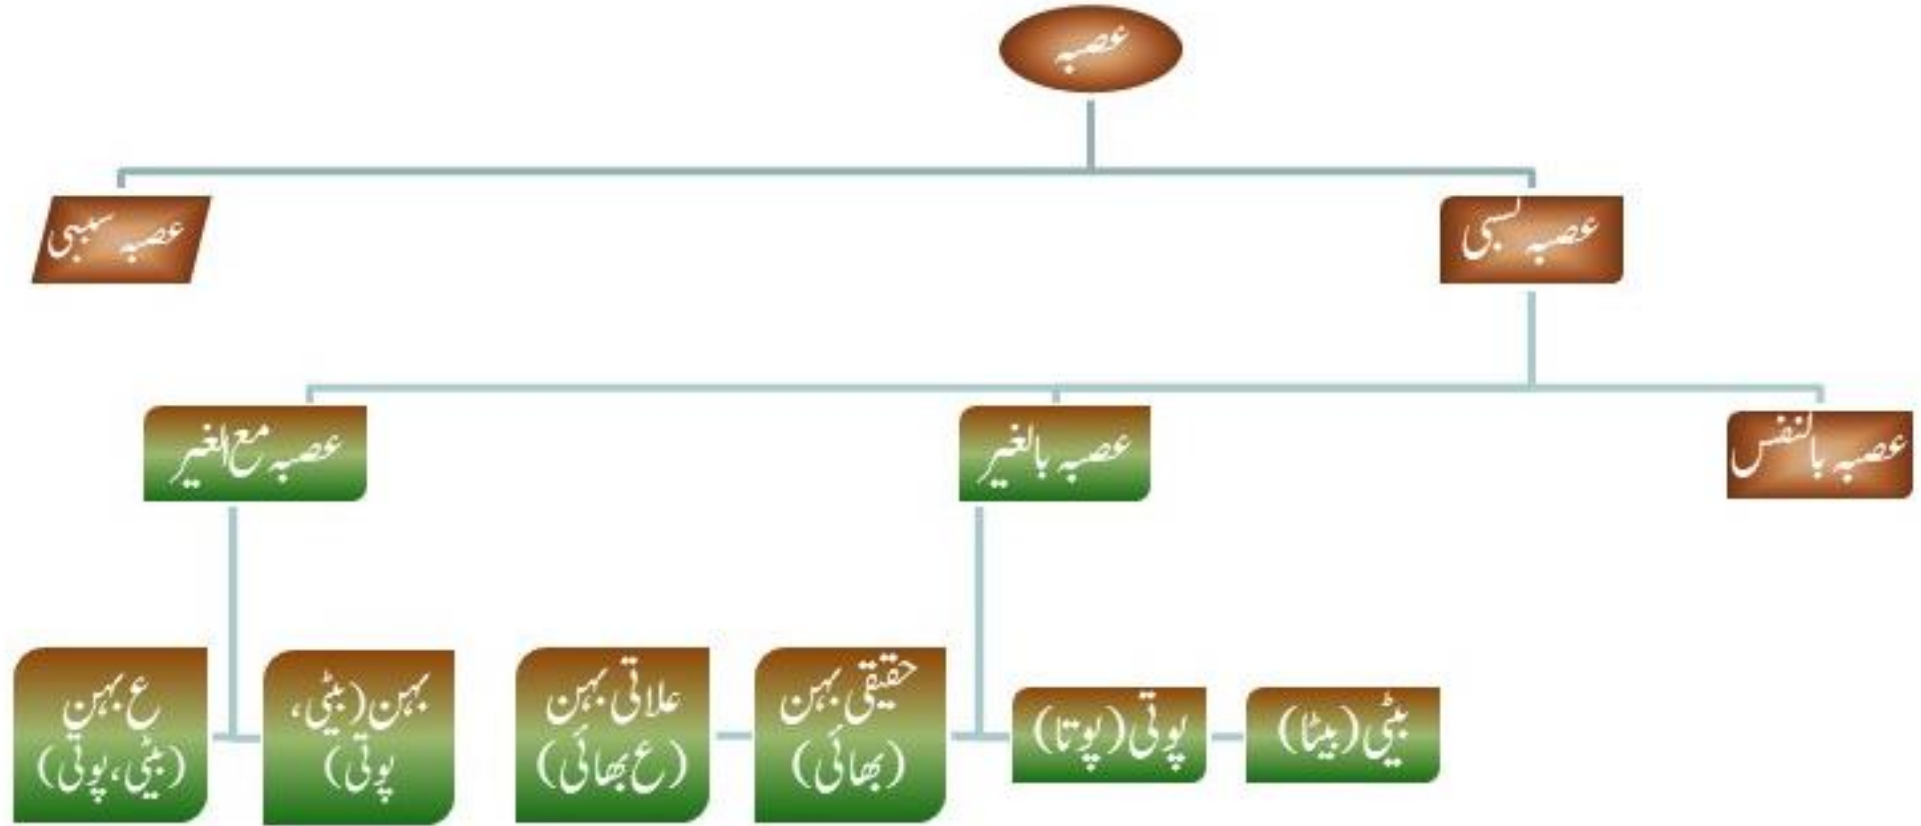 عصبہ
عصبہ نسبی
عصبہ سببی
عصبہ بالنفس
عصبہ بالغیر
عصبہ مع الغیر
بیٹی (بیٹا)
پوتی (پوتا)
حقیقی بہن
(بھائی)
علاتی بہن
(ع بھائی)
بہن (بیٹی،
پوتی)
ع بہن
(بیٹی، پوتی)